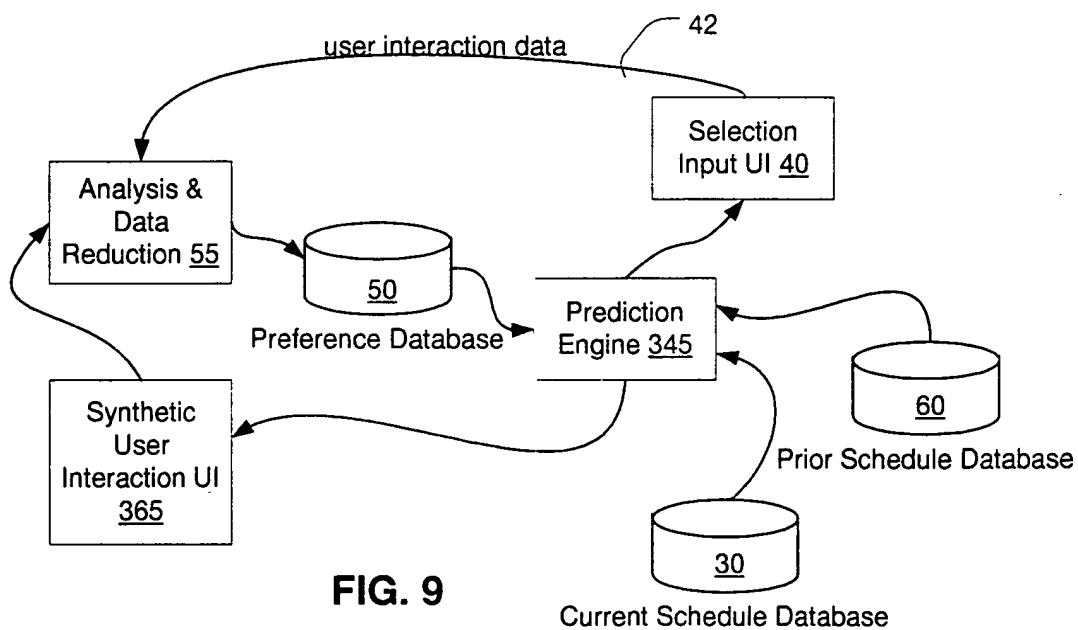 42
user interaction data
Selection
Input UI 40
Analysis &
Data
Reduction 55
50
Preference Database
Prediction
Engine 345
60
Prior Schedule Database
Synthetic
User
Interaction UI
365
30
Current Schedule Database
FIG. 9